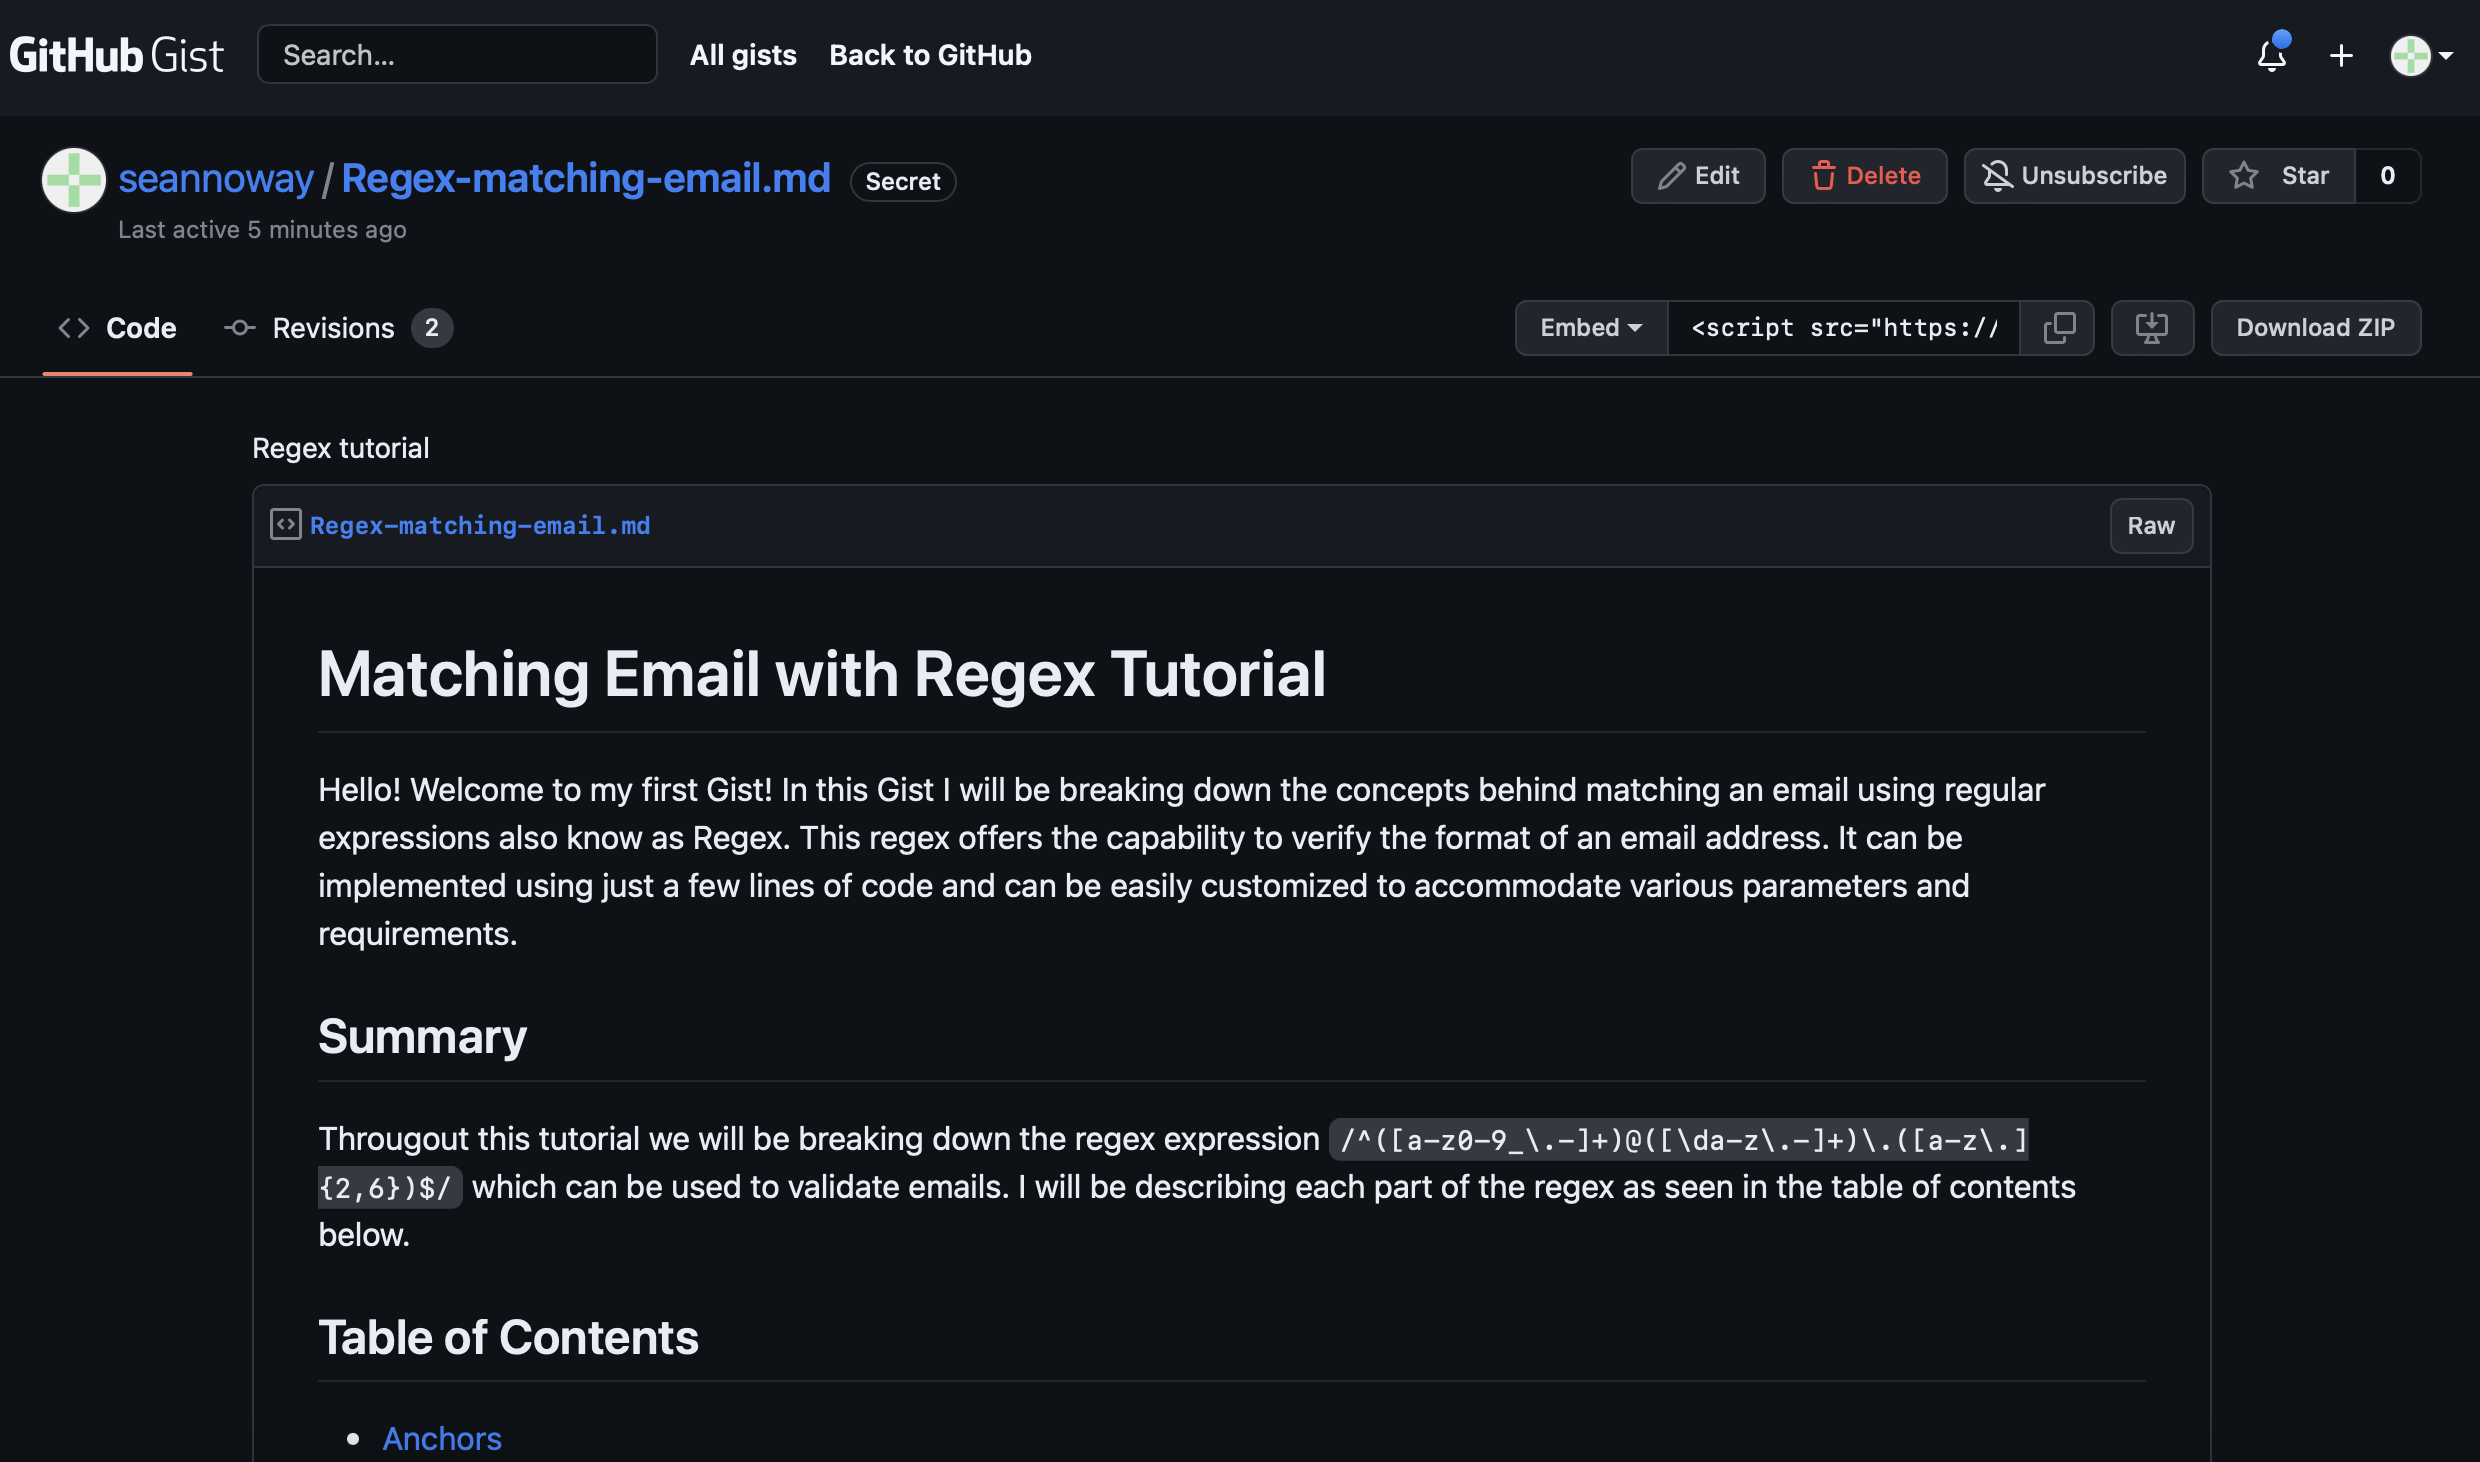 GitHub Gist Search... All gists Back to GitHub
seannoway / Regex-matching-email.md Secret Edit Delete Unsubscribe Star 0
Last active 5 minutes ago
Code Revisions 2 Embed <script src="https:// Download ZIP
Regex tutorial
Regex-matching-email.md Raw
Matching Email with Regex Tutorial
Hello! Welcome to my first Gist! In this Gist I will be breaking down the concepts behind matching an email using regular
expressions also know as Regex. This regex offers the capability to verify the format of an email address. It can be
implemented using just a few lines of code and can be easily customized to accommodate various parameters and
requirements.
Summary
Througout this tutorial we will be breaking down the regex expression /^([a-z0-9_\.-]+)@([\da-z\.-]+)\.([a-z\.]
{2,6})$/ which can be used to validate emails. I will be describing each part of the regex as seen in the table of contents
below.
Table of Contents
• Anchors